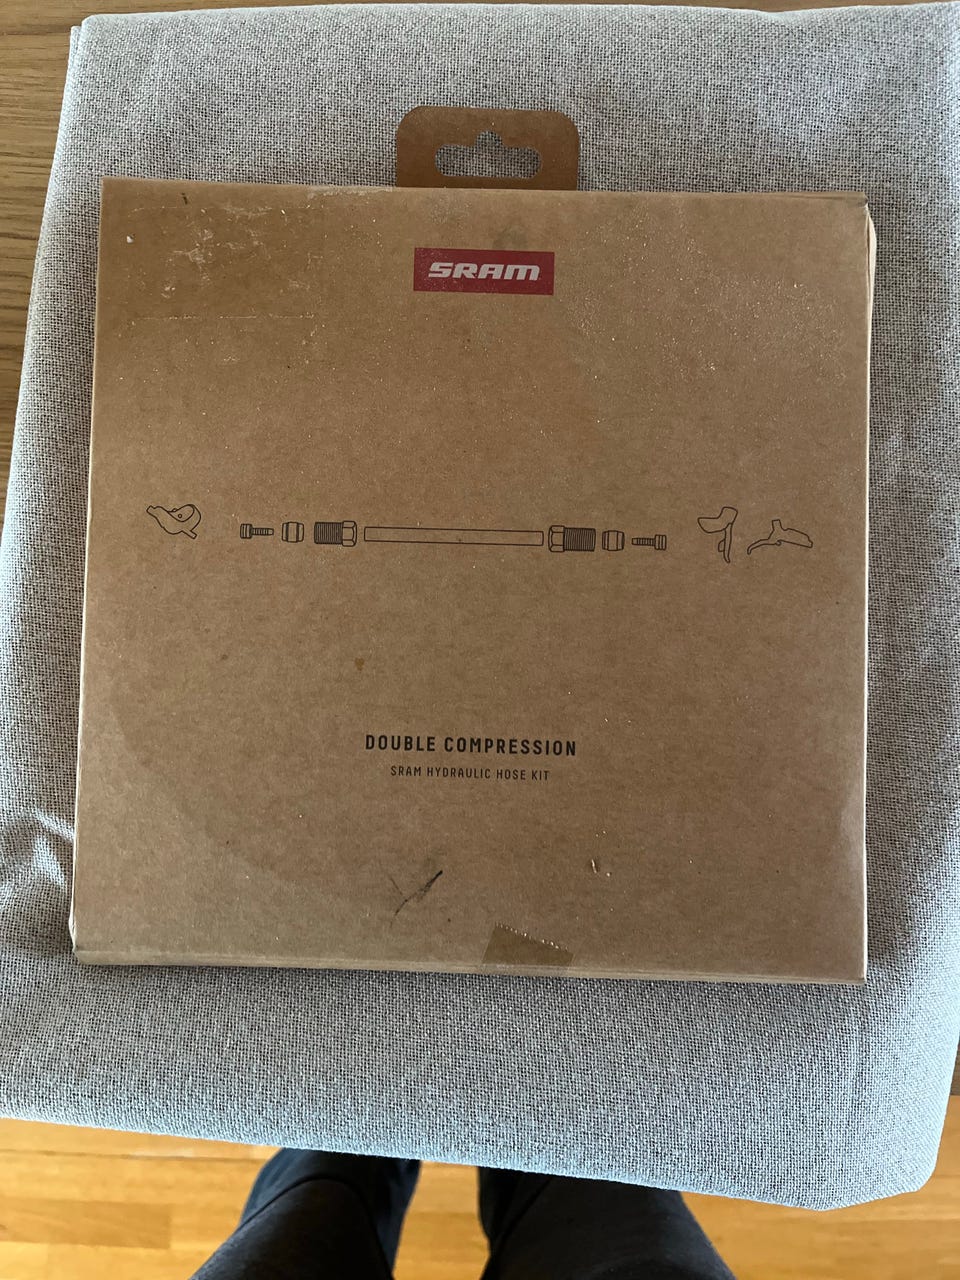 SRAM
DOUBLE COMPRESSION
SRAM HYDRAULIC HOSE KIT